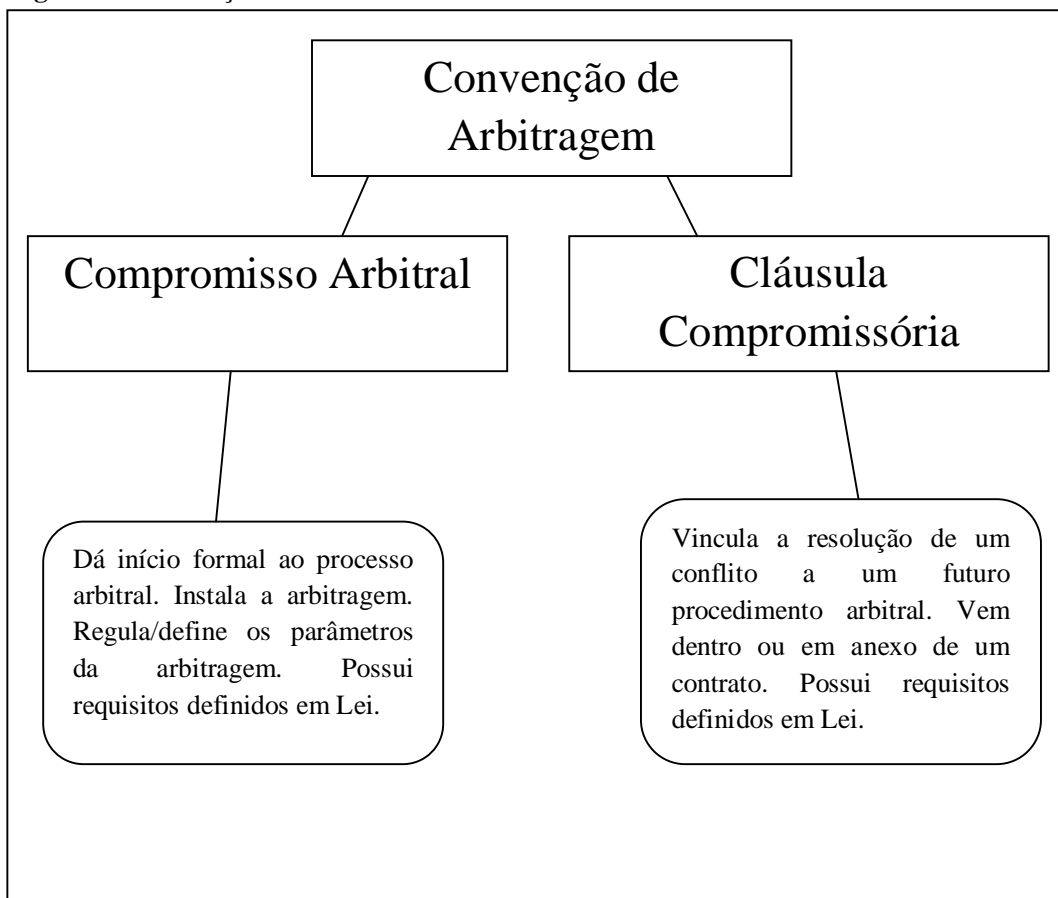 Convenção de
Arbitragem
Compromisso Arbitral
Cláusula
Compromissória
Dá início formal ao processo
arbitral. Instala a arbitragem.
Regula/define os parâmetros
da arbitragem. Possui
requisitos definidos em Lei.
Vincula a resolução de um
conflito a um futuro
procedimento arbitral. Vem
dentro ou em anexo de um
contrato. Possui requisitos
definidos em Lei.